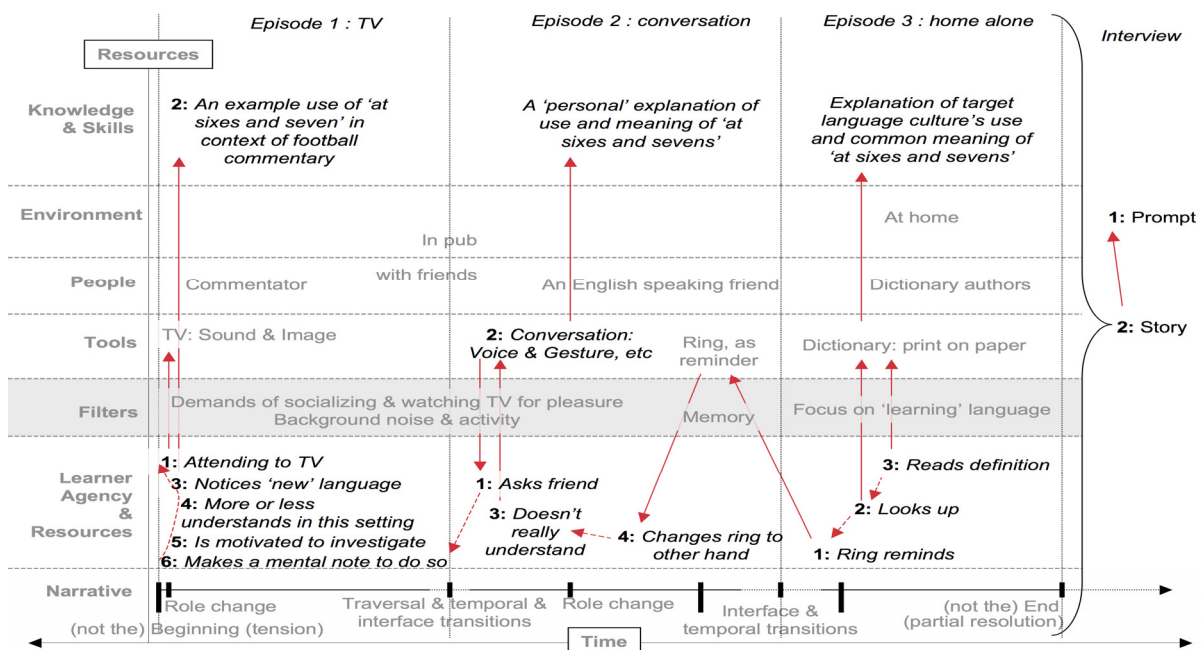 Episode 1 : TV
Episode 2 : conversation
Episode 3 : home alone
Interview
Resources
Knowledge
& Skills
2: An example use of ‘at
sixes and seven’ in
context of football
commentary
A ‘personal’ explanation of
use and meaning of ‘at
sixes and sevens’
Explanation of target
language culture’s use
and common meaning of
‘at sixes and sevens’
Environment
In pub
with friends
At home
1: Prompt
People
Commentator
An English speaking friend
Dictionary authors
2: Story
Tools
TV: Sound & Image
2: Conversation:
Voice & Gesture, etc
Ring, as
reminder
Dictionary: print on paper
Filters
Demands of socializing & watching TV for pleasure
Background noise & activity
Memory
Focus on ‘learning’ language
Learner
Agency
&
Resources
1: Attending to TV
3: Notices ‘new’ language
4: More or less
understands in this setting
5: Is motivated to investigate
6: Makes a mental note to do so
1: Asks friend
3: Doesn’t
really
understand
4: Changes ring to
other hand
3: Reads definition
2: Looks up
1: Ring reminds
Narrative
Role change
(not the) Beginning (tension)
Traversal & temporal &
interface transitions
Role change
Interface &
temporal transitions
(not the) End
(partial resolution)
Time